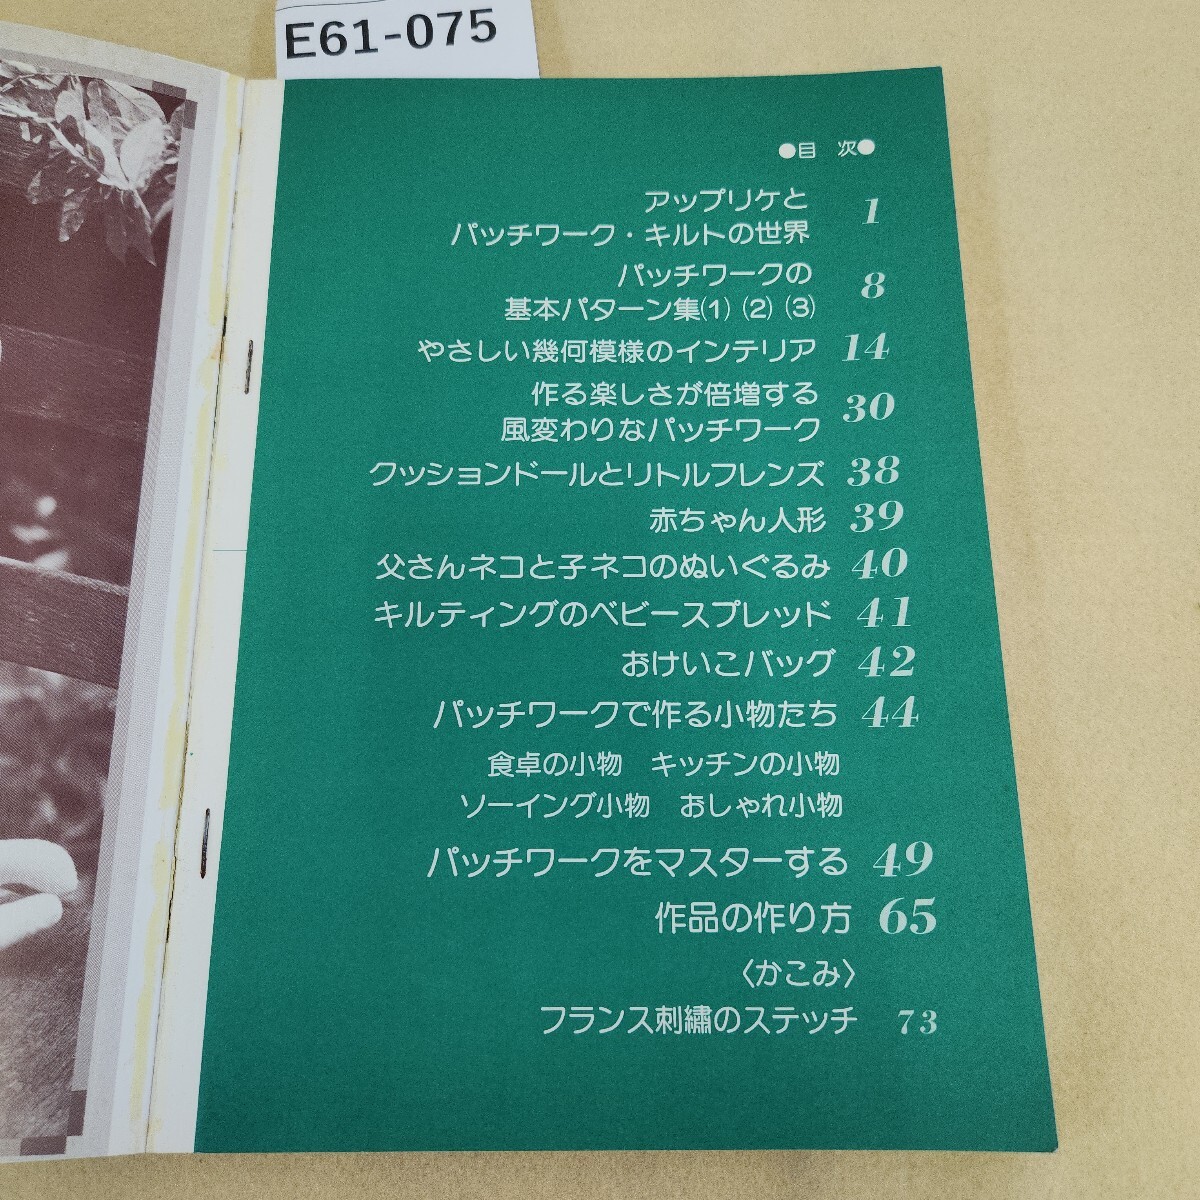 E61-075
●目 次●
アップリケと
パッチワーク・キルトの世界 1
パッチワークの
基本パターン集(1)(2)(3) 8
やさしい幾何模様のインテリア 14
作る楽しさが倍増する
風変わりなパッチワーク 30
クッションドールとリトルフレンズ 38
赤ちゃん人形 39
父さんネコと子ネコのぬいぐるみ 40
キルティングのベビースプレッド 41
おけいこバッグ 42
パッチワークで作る小物たち 44
食卓の小物 キッチンの小物
ソーイング小物 おしゃれ小物
パッチワークをマスターする 49
作品の作り方 65
〈かこみ〉
フランス刺繡のステッチ 73